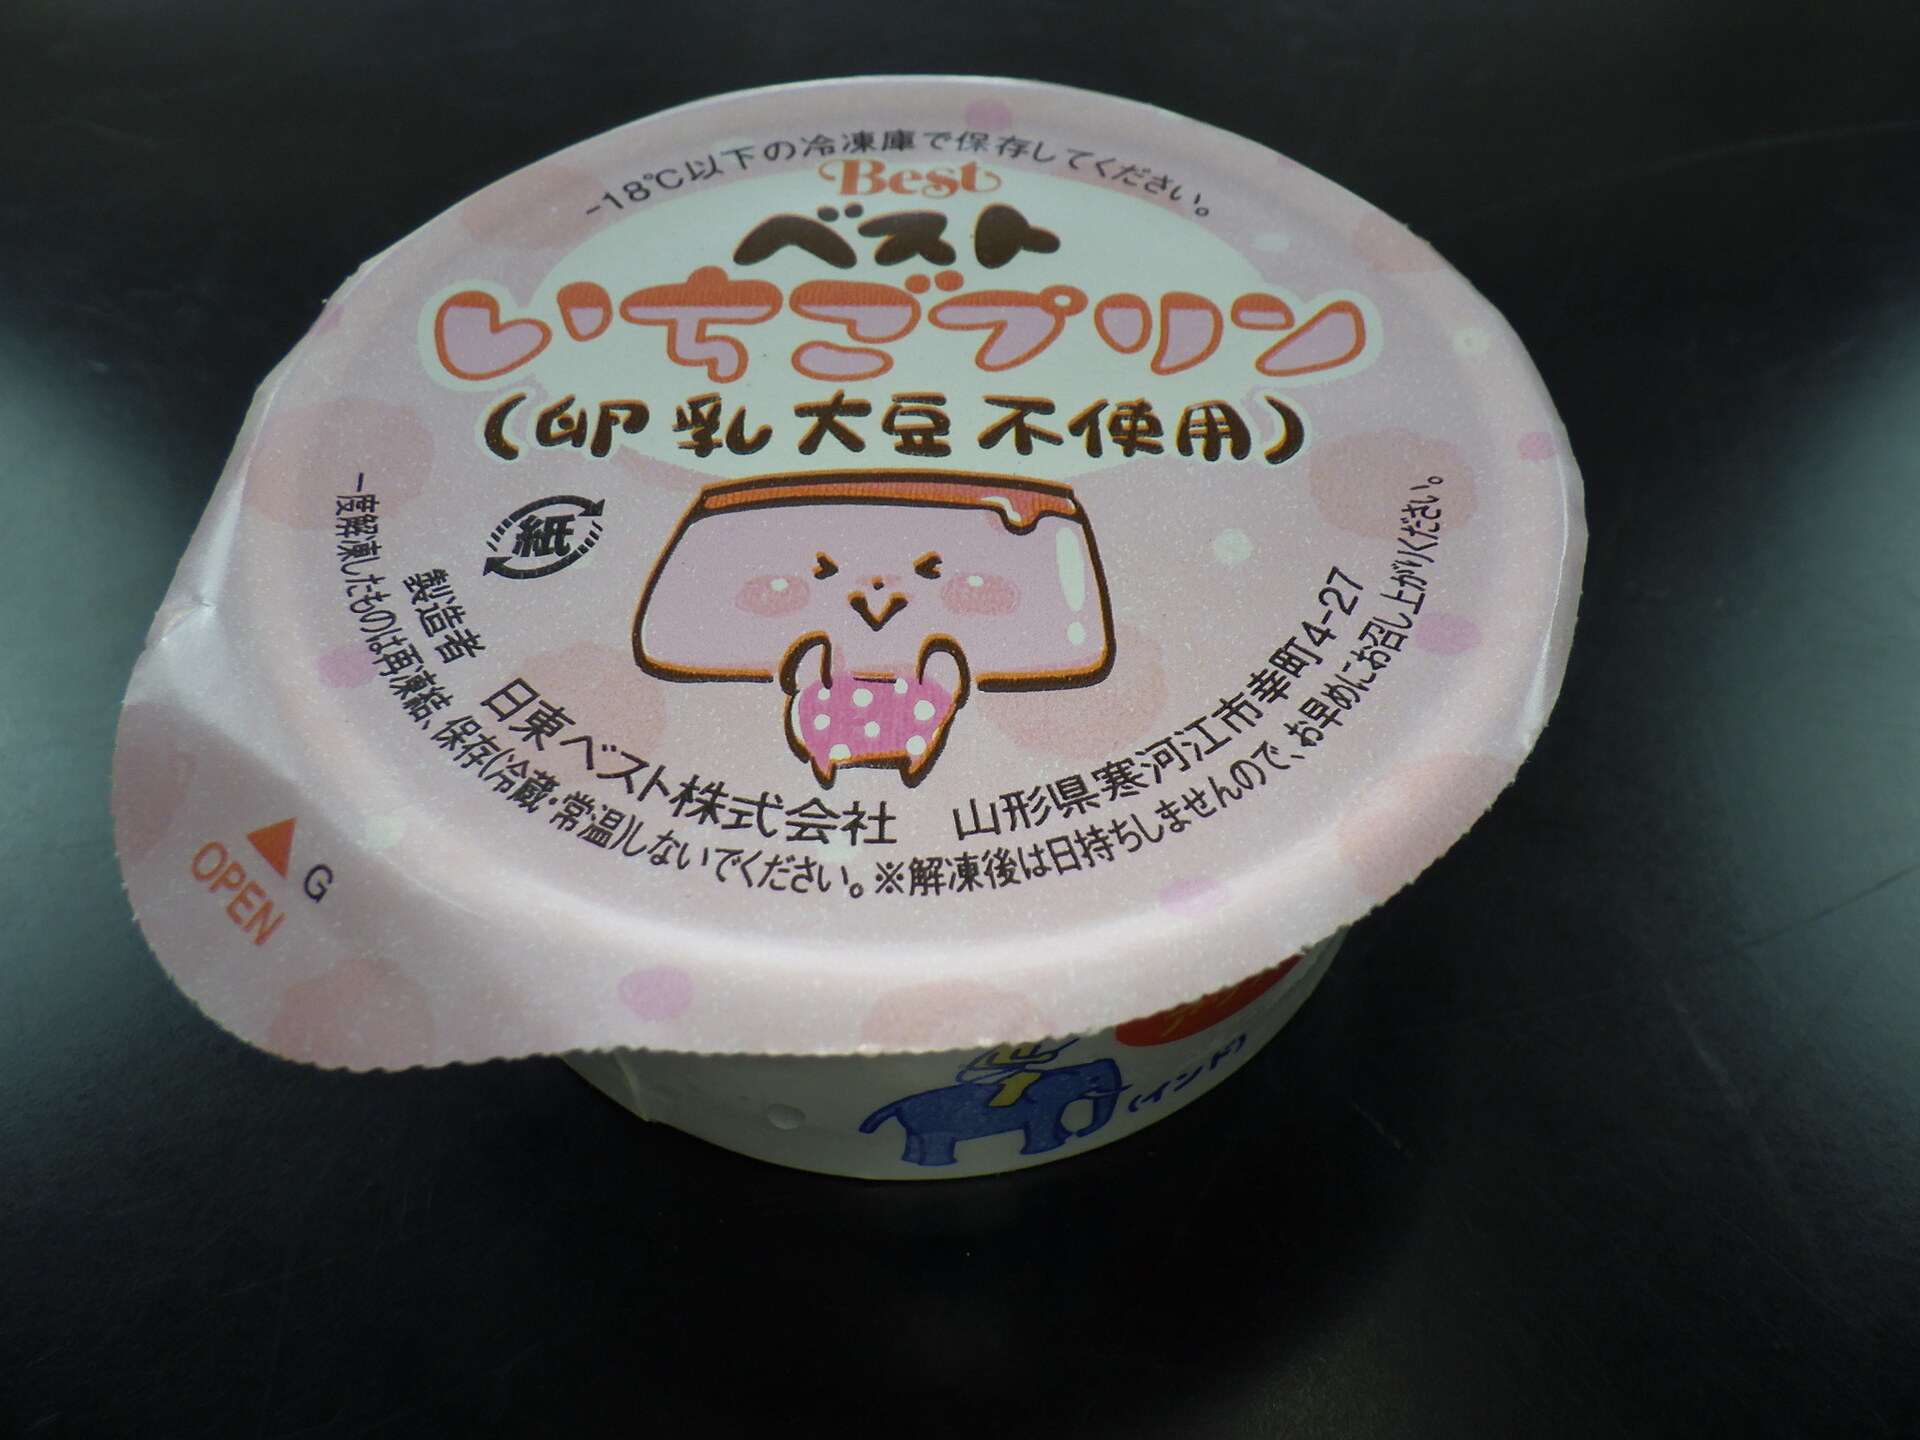 -18℃以下の冷凍庫で保存してください。
Best
ベスト
いちごプリン
(卵 乳 大豆 不使用)
紙
製造者
日東ベスト株式会社 山形県寒河江市幸町4-27
一度解凍したものは再凍結、保存(冷蔵・常温)しないでください。※解凍後は日持ちしませんので、お早めにお召し上がりください。
G
OPEN
(インド)